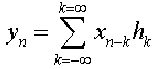 $y_n = \sum_{k=-\infty}^{k=\infty} x_{n-k} h_k$